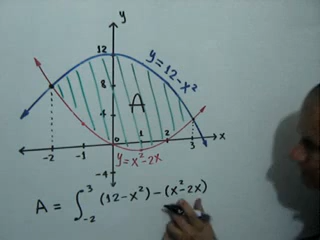 y
12
y = 12 - x²
8
A
4
-2
-1
0
1
2
3
x
y = x² - 2x
-4
A = ∫₋₂³ (12 - x²) - (x² - 2x)